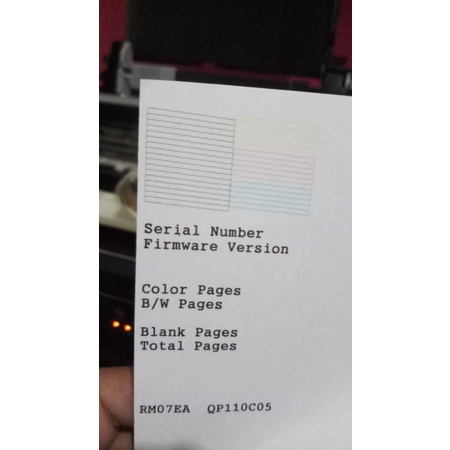 Serial Number
Firmware Version
Color Pages
B/W Pages
Blank Pages
Total Pages
RM07EA QP110C05